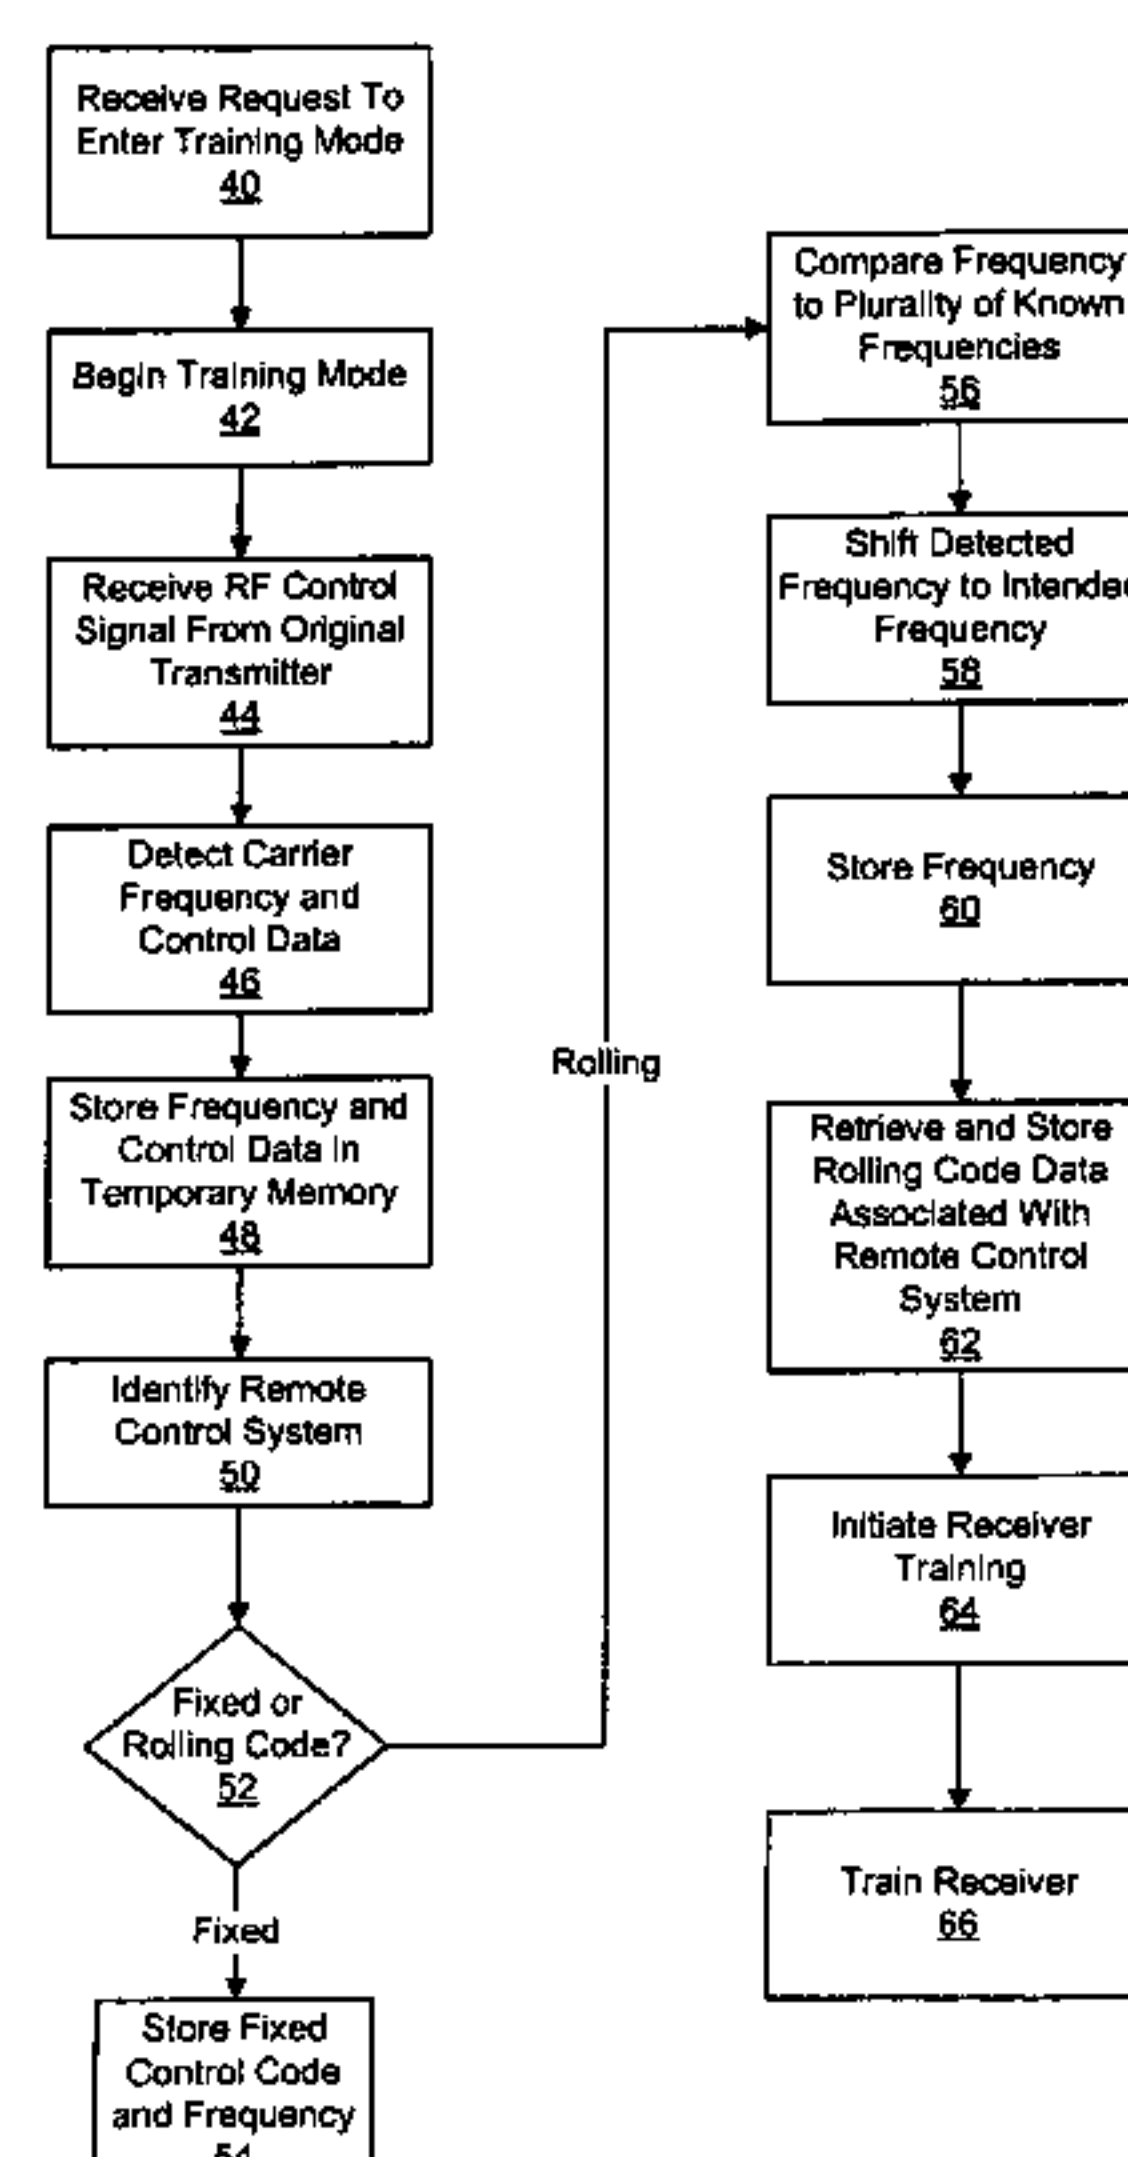 Receive Request To
Enter Training Mode
40
Begin Training Mode
42
Receive RF Control
Signal From Original
Transmitter
44
Detect Carrier
Frequency and
Control Data
46
Store Frequency and
Control Data In
Temporary Memory
48
Identify Remote
Control System
50
Fixed or
Rolling Code?
52
Fixed
Store Fixed
Control Code
and Frequency
54
Rolling
Compare Frequency
to Plurality of Known
Frequencies
56
Shift Detected
Frequency to Intended
Frequency
58
Store Frequency
60
Retrieve and Store
Rolling Code Data
Associated With
Remote Control
System
62
Initiate Receiver
Training
64
Train Receiver
66